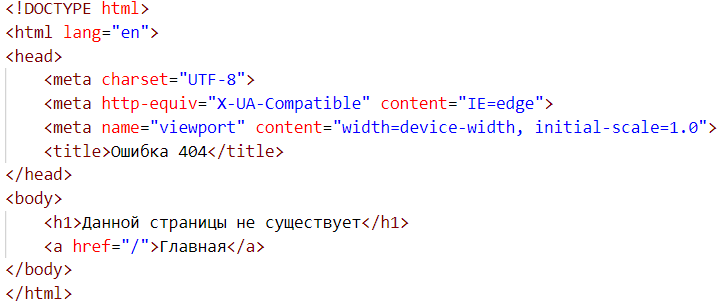 <!DOCTYPE html>
<html lang="en">
<head>
    <meta charset="UTF-8">
    <meta http-equiv="X-UA-Compatible" content="IE=edge">
    <meta name="viewport" content="width=device-width, initial-scale=1.0">
    <title>Ошибка 404</title>
</head>
<body>
    <h1>Данной страницы не существует</h1>
    <a href="/">Главная</a>
</body>
</html>